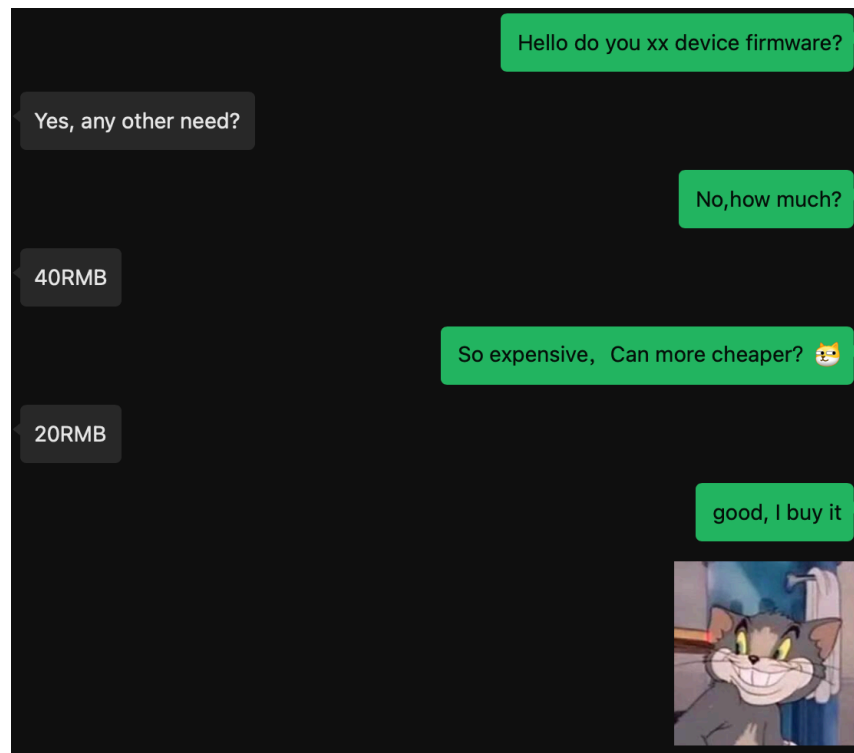 Hello do you xx device firmware?
Yes, any other need?
No,how much?
40RMB
So expensive，Can more cheaper?
20RMB
good, I buy it